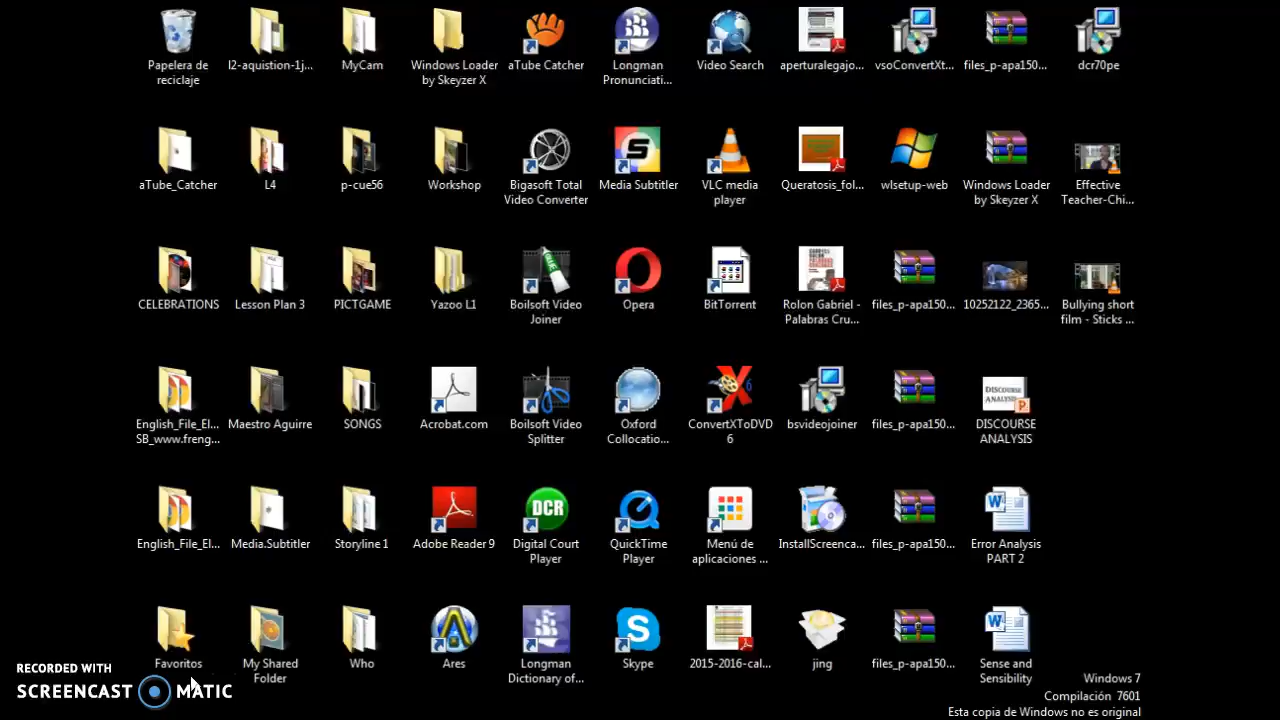 Papelera de
reciclaje
l2-aquistion-1j...
MyCam
Windows Loader
by Skeyzer X
aTube Catcher
Longman
Pronunciati...
Video Search
aperturalegajo...
vsoConvertXt...
files_p-apa150...
dcr70pe
aTube_Catcher
L4
p-cue56
Workshop
Bigasoft Total
Video Converter
S
Media Subtitler
VLC media
player
Queratosis_fol...
wlsetup-web
Windows Loader
by Skeyzer X
Effective
Teacher-Chi...
CELEBRATIONS
Lesson Plan 3
PICTGAME
Yazoo L1
Boilsoft Video
Joiner
Opera
BitTorrent
Rolon Gabriel -
Palabras Cru...
files_p-apa150...
10252122_2365...
Bullying short
film - Sticks ...
English_File_El...
SB_www.freng...
Maestro Aguirre
SONGS
Acrobat.com
Boilsoft Video
Splitter
Oxford
Collocatio...
6
ConvertXToDVD
6
bsvideojoiner
files_p-apa150...
DISCOURSE
ANALYSIS
DISCOURSE
ANALYSIS
English_File_El...
Media.Subtitler
Storyline 1
Adobe Reader 9
DCR
Digital Court
Player
QuickTime
Player
Menú de
aplicaciones ...
InstallScreenca...
files_p-apa150...
Error Analysis
PART 2
Favoritos
My Shared
Folder
Who
Ares
Longman
Dictionary of...
Skype
2015-2016-cal...
jing
files_p-apa150...
Sense and
Sensibility
RECORDED WITH
SCREENCAST MATIC
Windows 7
Compilación 7601
Esta copia de Windows no es original